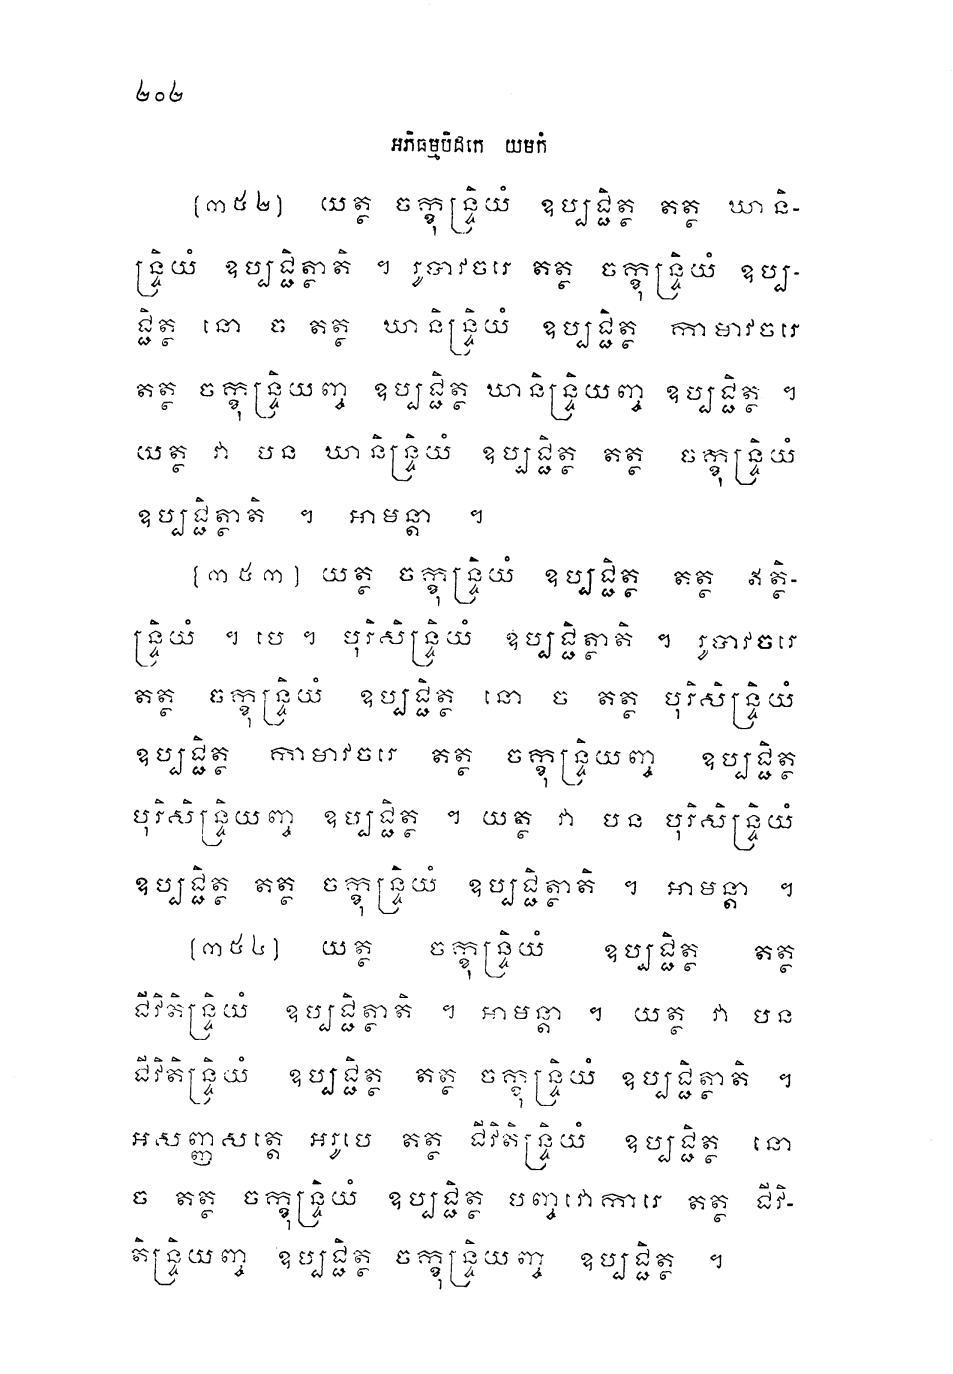 ២០២
អភិធម្មបិដកេ យមកំ
[៣៥២] យត្ថ ចក្ខុន្ទ្រិយំ ឧប្បជ្ជិត្ថ តត្ថ ឃានិ-
ន្ទ្រិយំ ឧប្បជ្ជិត្ថាតិ ។ រូបាវចរេ តត្ថ ចក្ខុន្ទ្រិយំ ឧប្ប-
ជ្ជិត្ថ នោ ច តត្ថ ឃានិន្ទ្រិយំ ឧប្បជ្ជិត្ថ កាមាវចរេ
តត្ថ ចក្ខុន្ទ្រិយញ្ច ឧប្បជ្ជិត្ថ ឃានិន្ទ្រិយញ្ច ឧប្បជ្ជិត្ថ ។
យត្ថ វា បន ឃានិន្ទ្រិយំ ឧប្បជ្ជិត្ថ តត្ថ ចក្ខុន្ទ្រិយំ
ឧប្បជ្ជិត្ថាតិ ។ អាមន្តា ។
[៣៥៣] យត្ថ ចក្ខុន្ទ្រិយំ ឧប្បជ្ជិត្ថ តត្ថ ឥត្ថិ-
ន្ទ្រិយំ ។ បេ ។ បុរិសិន្ទ្រិយំ ឧប្បជ្ជិត្ថាតិ ។ រូបាវចរេ
តត្ថ ចក្ខុន្ទ្រិយំ ឧប្បជ្ជិត្ថ នោ ច តត្ថ បុរិសិន្ទ្រិយំ
ឧប្បជ្ជិត្ថ កាមាវចរេ តត្ថ ចក្ខុន្ទ្រិយញ្ច ឧប្បជ្ជិត្ថ
បុរិសិន្ទ្រិយញ្ច ឧប្បជ្ជិត្ថ ។ យត្ថ វា បន បុរិសិន្ទ្រិយំ
ឧប្បជ្ជិត្ថ តត្ថ ចក្ខុន្ទ្រិយំ ឧប្បជ្ជិត្ថាតិ ។ អាមន្តា ។
[៣៥៤] យត្ថ ចក្ខុន្ទ្រិយំ ឧប្បជ្ជិត្ថ តត្ថ
ជីវិតិន្ទ្រិយំ ឧប្បជ្ជិត្ថាតិ ។ អាមន្តា ។ យត្ថ វា បន
ជីវិតិន្ទ្រិយំ ឧប្បជ្ជិត្ថ តត្ថ ចក្ខុន្ទ្រិយំ ឧប្បជ្ជិត្ថាតិ ។
អសញ្ញសត្តេ អរូបេ តត្ថ ជីវិតិន្ទ្រិយំ ឧប្បជ្ជិត្ថ នោ
ច តត្ថ ចក្ខុន្ទ្រិយំ ឧប្បជ្ជិត្ថ បញ្ចវោការេ តត្ថ ជីវិ-
តិន្ទ្រិយញ្ច ឧប្បជ្ជិត្ថ ចក្ខុន្ទ្រិយញ្ច ឧប្បជ្ជិត្ថ ។